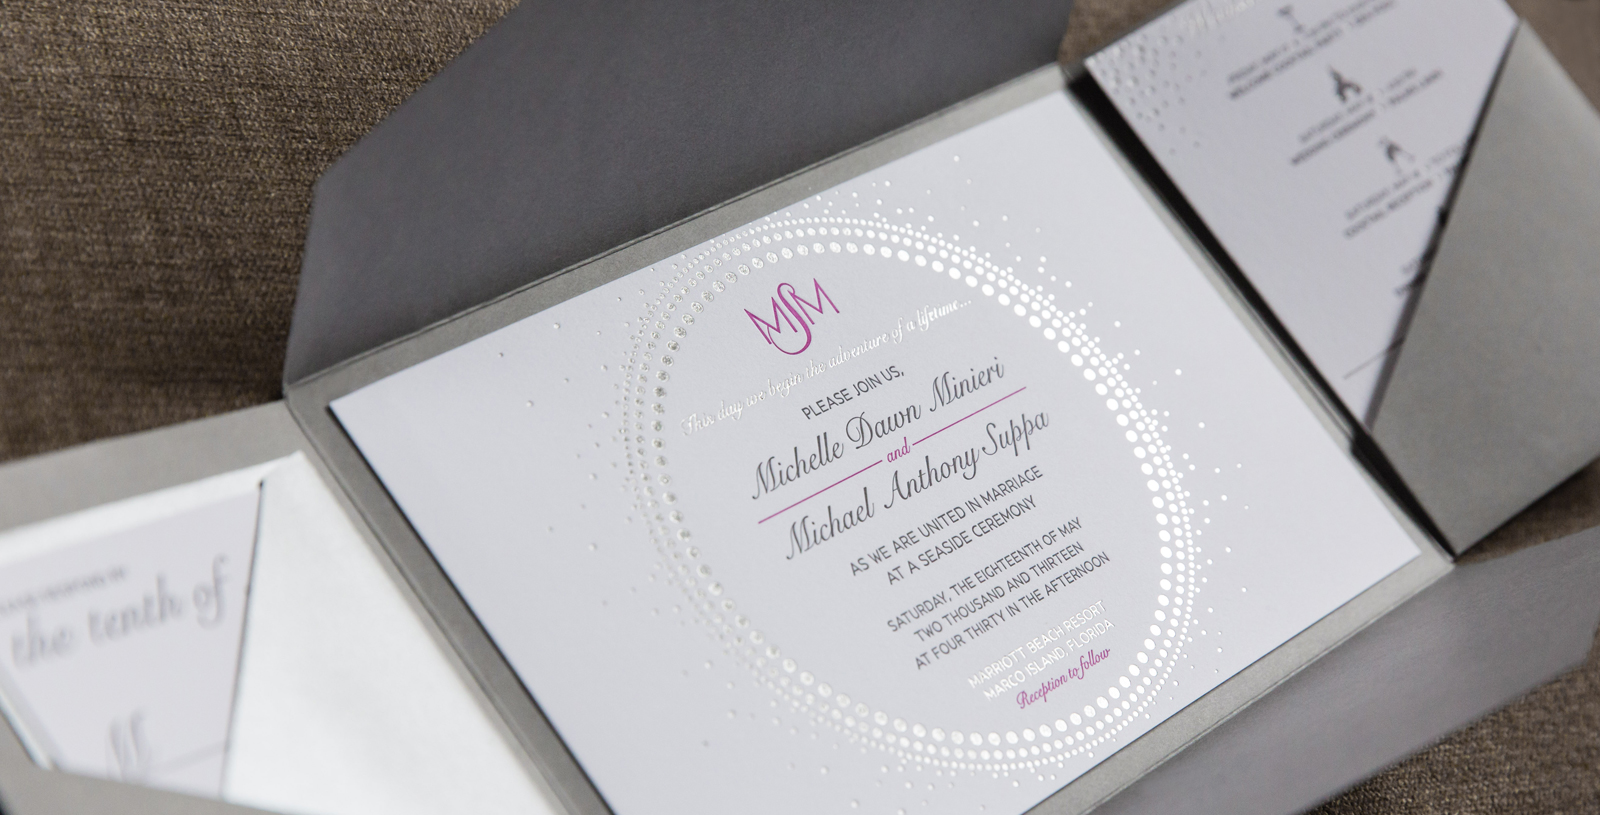 the tenth of
MSM
This day we begin the adventure of a lifetime...
PLEASE JOIN US,
Michelle Dawn Minieri
and
Michael Anthony Suppa
AS WE ARE UNITED IN MARRIAGE
AT A SEASIDE CEREMONY
SATURDAY, THE EIGHTEENTH OF MAY
TWO THOUSAND AND THIRTEEN
AT FOUR THIRTY IN THE AFTERNOON
MARRIOTT BEACH RESORT
MARCO ISLAND, FLORIDA
Reception to follow